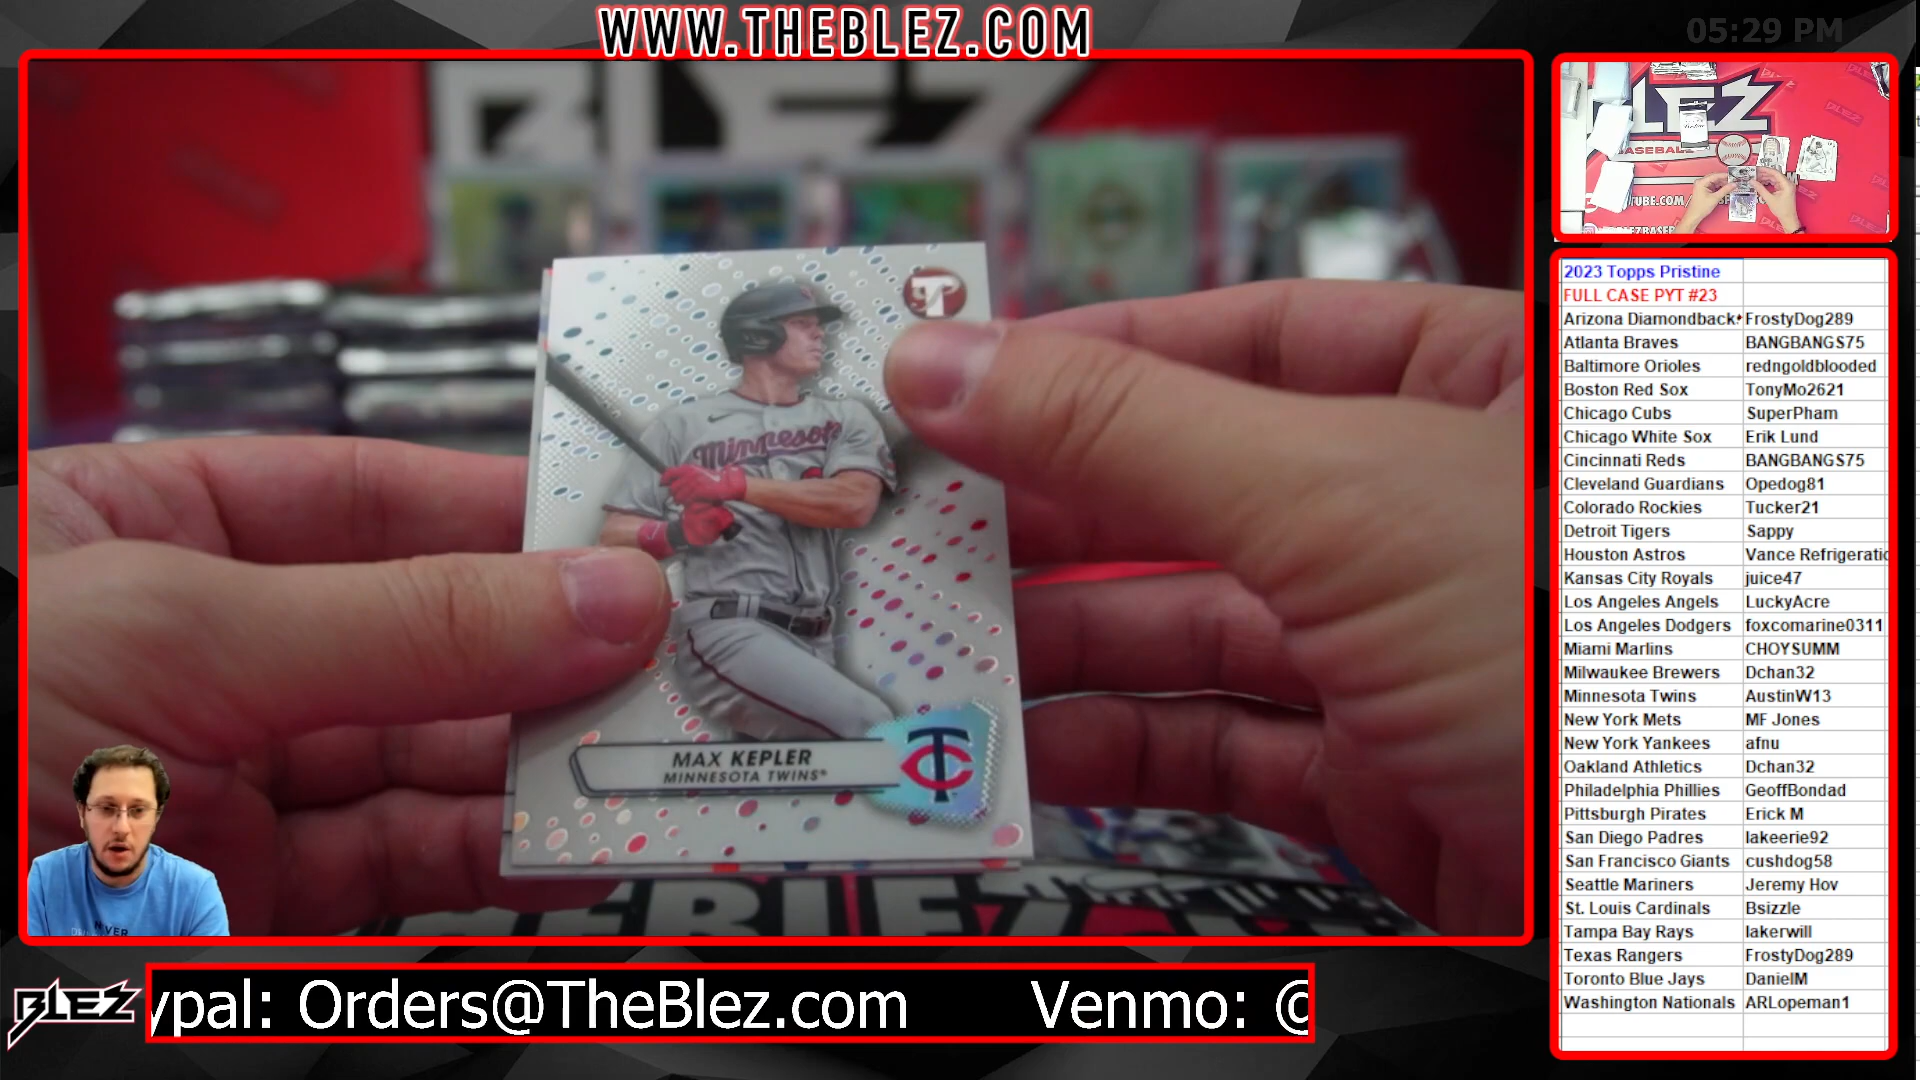 WWW.THEBLEZ.COM
05:29 PM
BLEZ
Minnesota
MAX KEPLER
MINNESOTA TWINS®
BLEZ
BASEBALL
2023 Topps Pristine
FULL CASE PYT #23
Arizona Diamondback FrostyDog289
Atlanta Braves BANGBANGS75
Baltimore Orioles redngoldblooded
Boston Red Sox TonyMo2621
Chicago Cubs SuperPham
Chicago White Sox Erik Lund
Cincinnati Reds BANGBANGS75
Cleveland Guardians Opedog81
Colorado Rockies Tucker21
Detroit Tigers Sappy
Houston Astros Vance Refrigeratio
Kansas City Royals juice47
Los Angeles Angels LuckyAcre
Los Angeles Dodgers foxcomarine0311
Miami Marlins CHOYSUMM
Milwaukee Brewers Dchan32
Minnesota Twins AustinW13
New York Mets MF Jones
New York Yankees afnu
Oakland Athletics Dchan32
Philadelphia Phillies GeoffBondad
Pittsburgh Pirates Erick M
San Diego Padres lakeerie92
San Francisco Giants cushdog58
Seattle Mariners Jeremy Hov
St. Louis Cardinals Bsizzle
Tampa Bay Rays lakerwill
Texas Rangers FrostyDog289
Toronto Blue Jays DanielM
Washington Nationals ARLopeman1
BLEZ
ypal: Orders@TheBlez.com Venmo: @